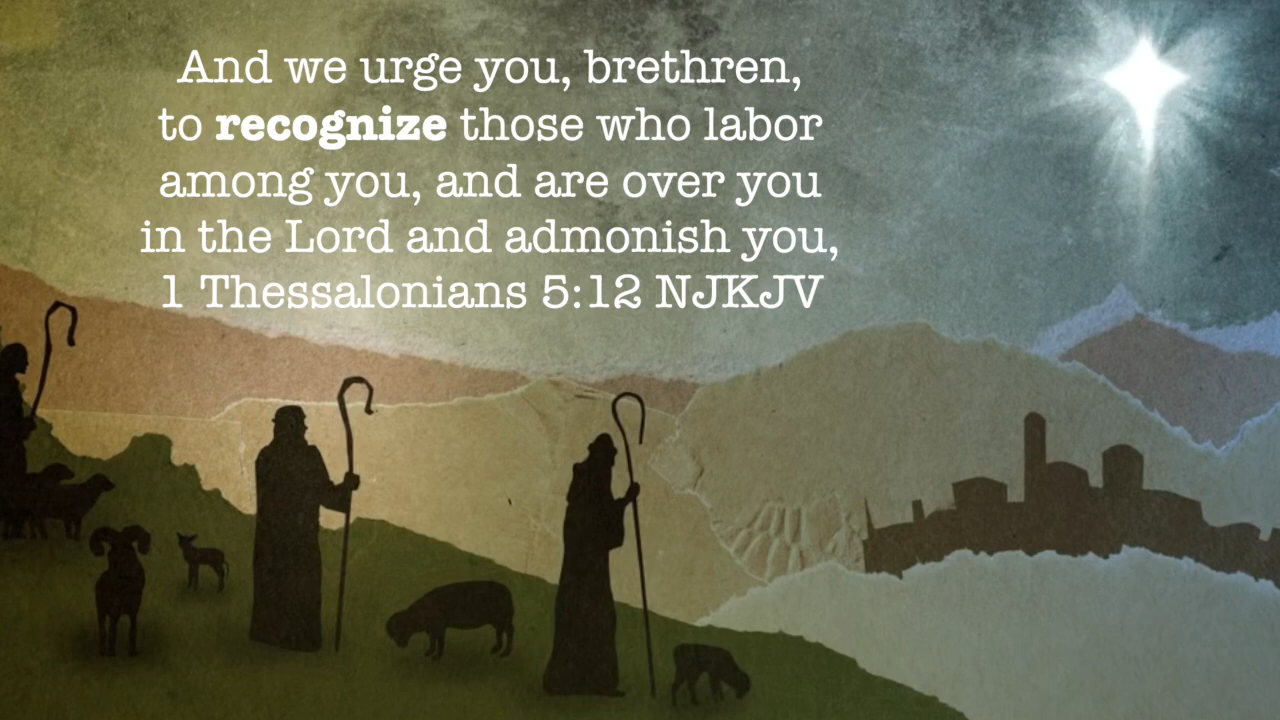 And we urge you, brethren,
to recognize those who labor
among you, and are over you
in the Lord and admonish you,
1 Thessalonians 5:12 NJKJV